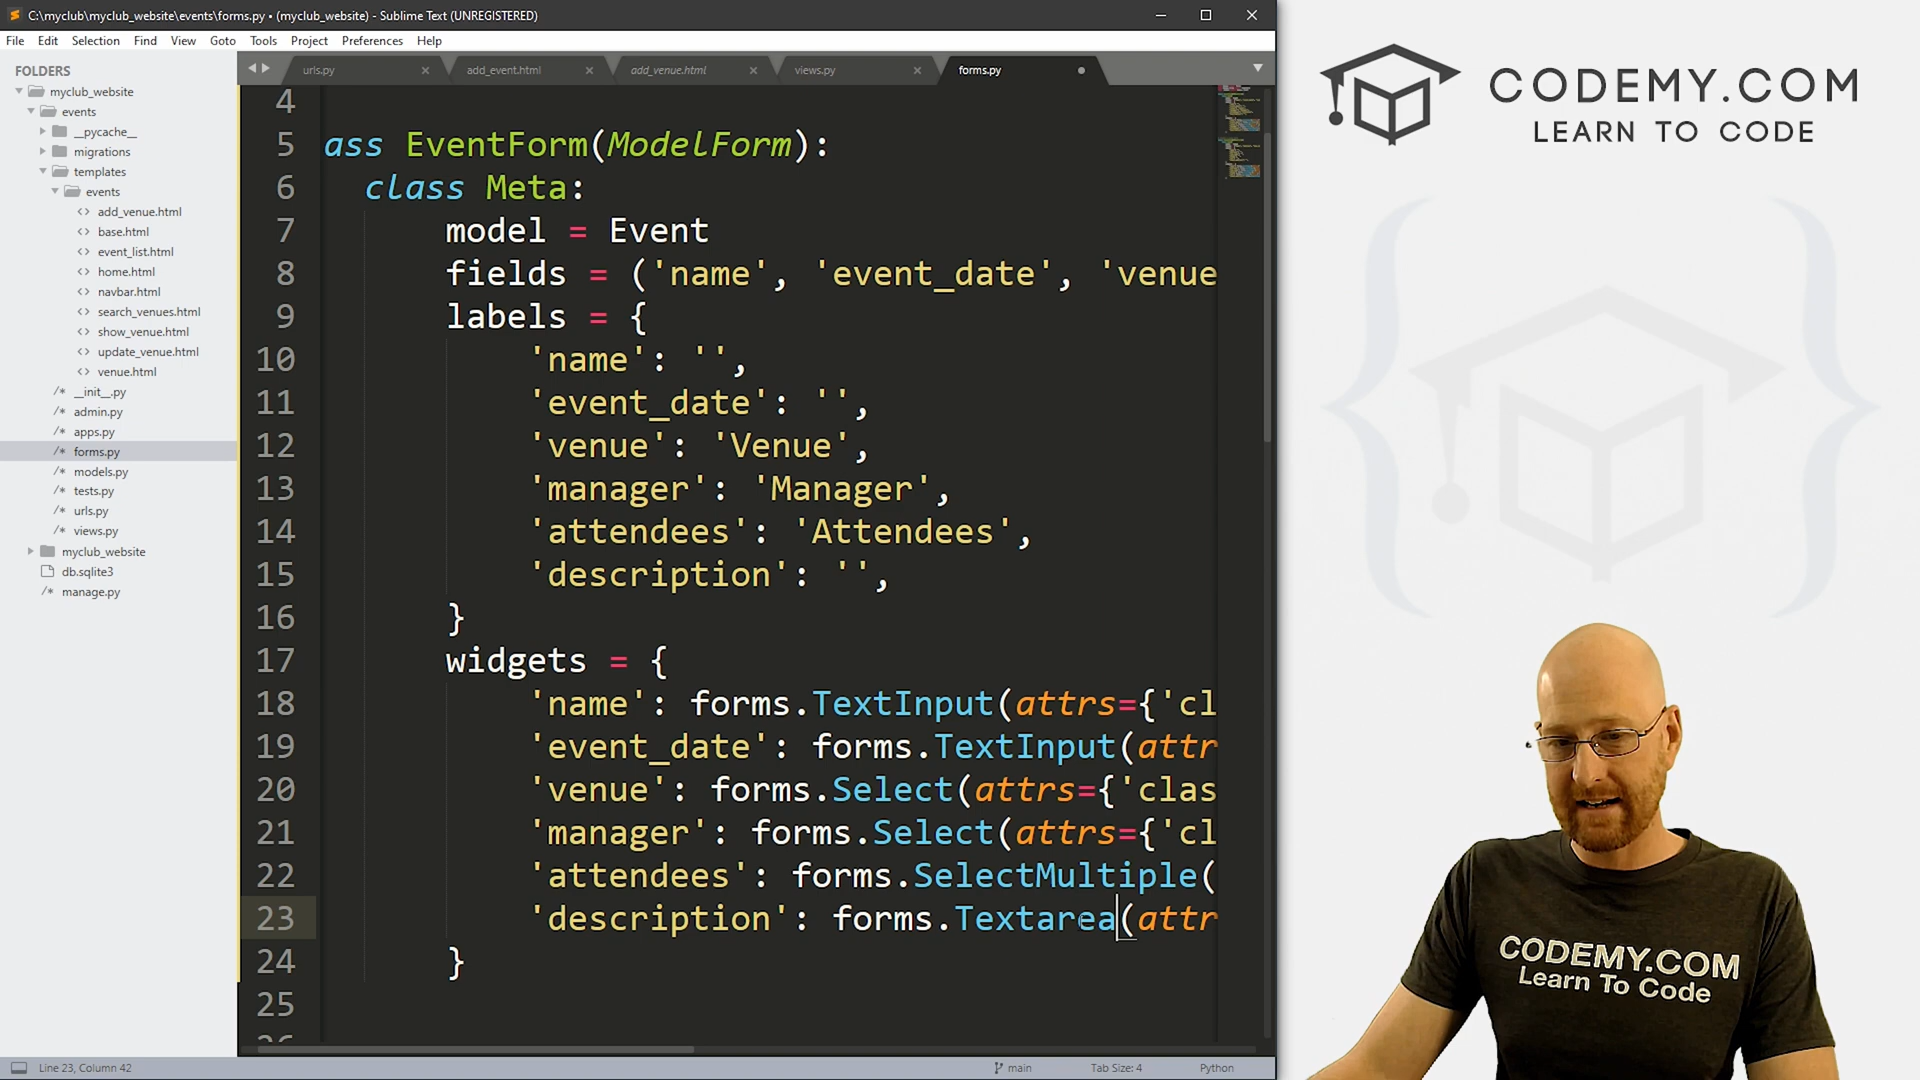 C:\myclub\myclub_website\events\forms.py • (myclub_website) - Sublime Text (UNREGISTERED)
File Edit Selection Find View Goto Tools Project Preferences Help
FOLDERS
myclub_website
events
__pycache__
migrations
templates
events
add_venue.html
base.html
event_list.html
home.html
navbar.html
search_venues.html
show_venue.html
update_venue.html
venue.html
__init__.py
admin.py
apps.py
forms.py
models.py
tests.py
urls.py
views.py
myclub_website
db.sqlite3
manage.py
urls.py add_event.html add_venue.html views.py forms.py
4
5 ass EventForm(ModelForm):
6 class Meta:
7 model = Event
8 fields = ('name', 'event_date', 'venue
9 labels = {
10 'name': '',
11 'event_date': '',
12 'venue': 'Venue',
13 'manager': 'Manager',
14 'attendees': 'Attendees',
15 'description': '',
16 }
17 widgets = {
18 'name': forms.TextInput(attrs={'cl
19 'event_date': forms.TextInput(attr
20 'venue': forms.Select(attrs={'clas
21 'manager': forms.Select(attrs={'cl
22 'attendees': forms.SelectMultiple(
23 'description': forms.Textarea(attr
24 }
25
Line 23, Column 42 main Tab Size: 4 Python
CODEMY.COM
LEARN TO CODE
CODEMY.COM
Learn To Code